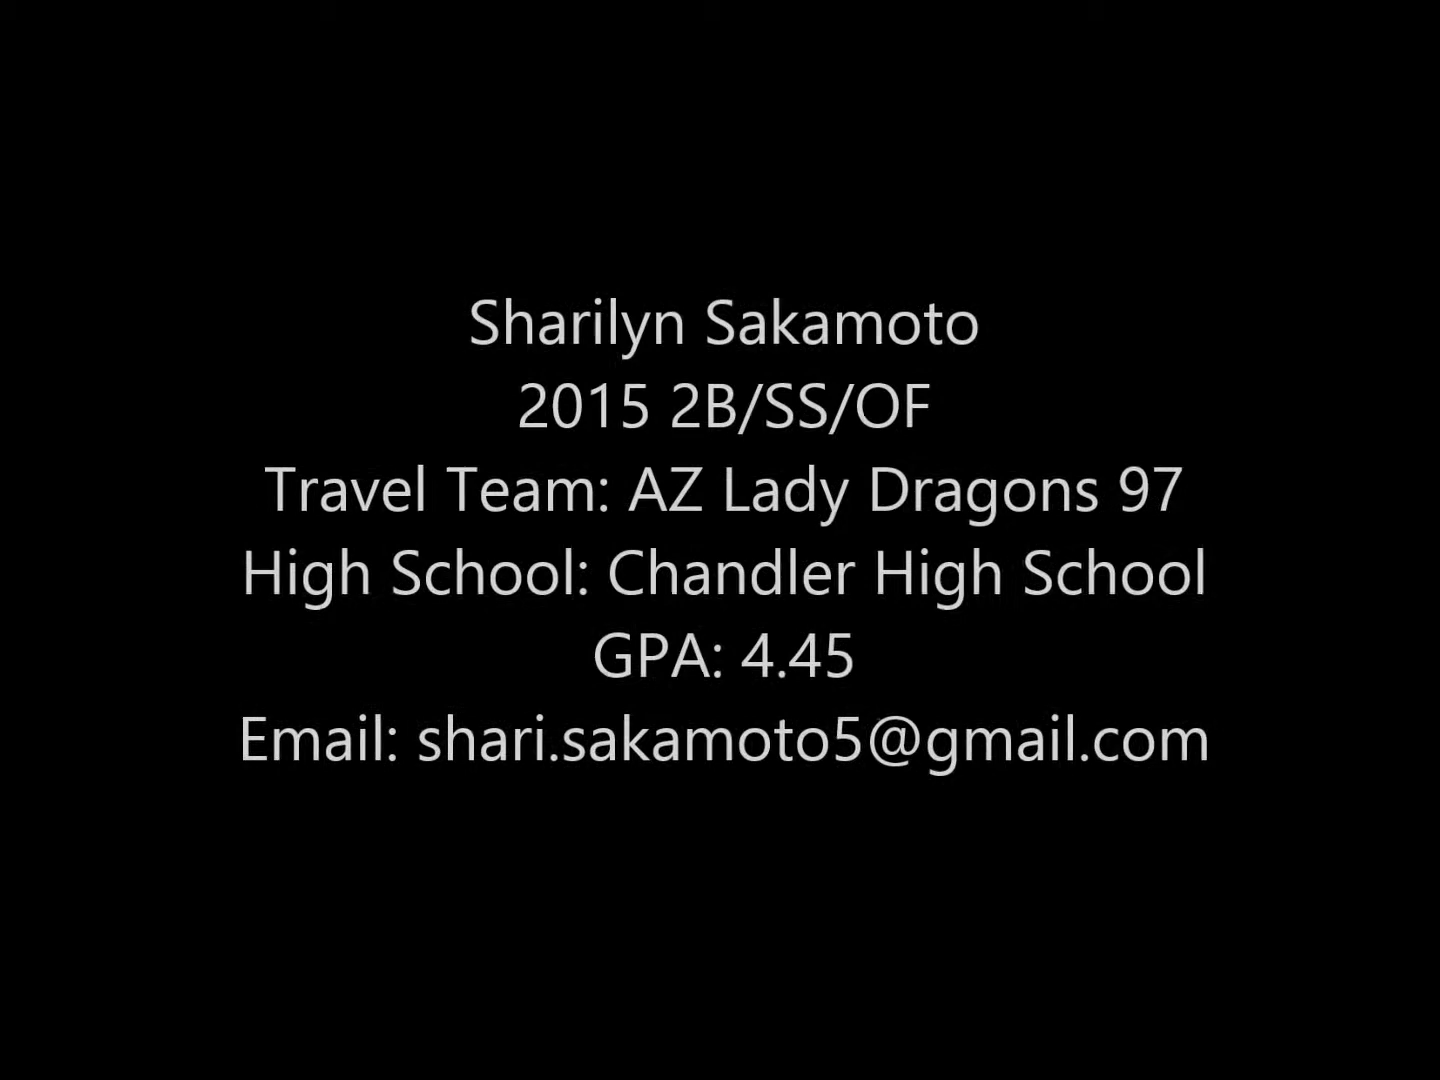 Sharilyn Sakamoto
2015 2B/SS/OF
Travel Team: AZ Lady Dragons 97
High School: Chandler High School
GPA: 4.45
Email: shari.sakamoto5@gmail.com